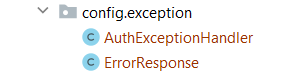 config.exception
C AuthExceptionHandler
C ErrorResponse